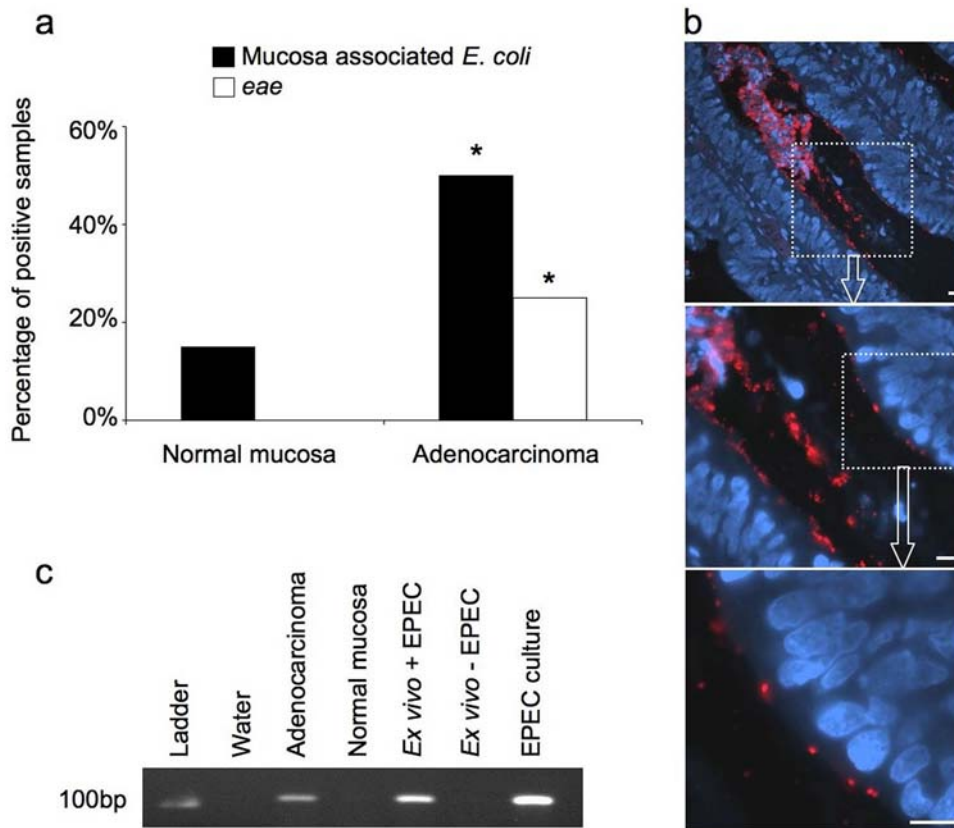 a
Mucosa associated E. coli
eae
Percentage of positive samples
60%
40%
20%
0%
*
*
Normal mucosa
Adenocarcinoma
b
c
Ladder
Water
Adenocarcinoma
Normal mucosa
Ex vivo + EPEC
Ex vivo - EPEC
EPEC culture
100bp